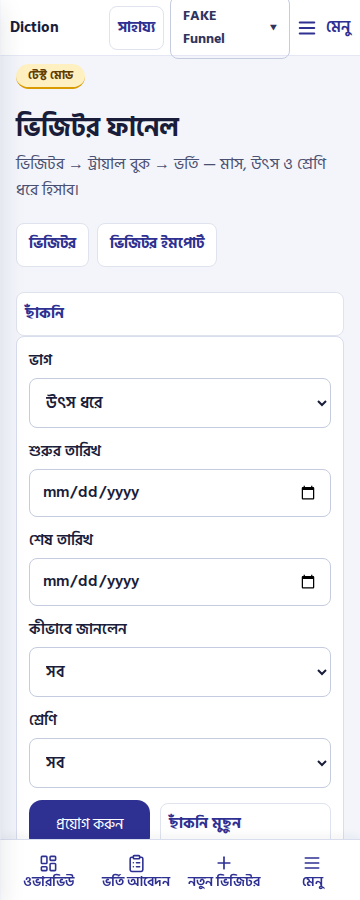 Diction
সাহায্য
FAKE
Funnel
মেনু
টেস্ট মোড
ভিজিটর ফানেল
ভিজিটর → ট্রায়াল বুক → ভর্তি — মাস, উৎস ও শ্রেণি
ধরে হিসাব।
ভিজিটর
ভিজিটর ইমপোর্ট
ছাঁকনি
ভাগ
উৎস ধরে
শুরুর তারিখ
mm/dd/yyyy
শেষ তারিখ
mm/dd/yyyy
কীভাবে জানলেন
সব
শ্রেণি
সব
প্রয়োগ করুন
ছাঁকনি মুছুন
ওভারভিউ
ভর্তি আবেদন
নতুন ভিজিটর
মেনু